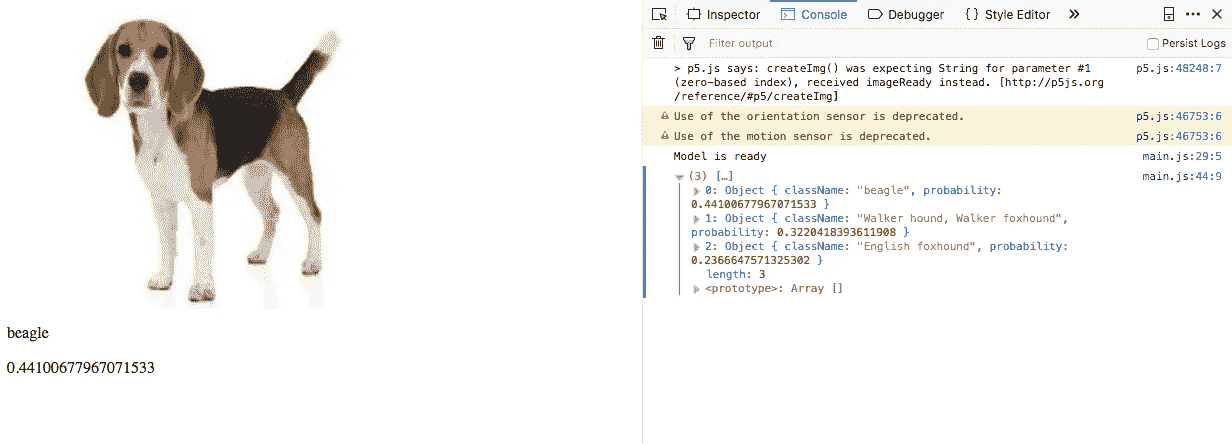 beagle
0.44100677967071533
Inspector Console Debugger { } Style Editor »
Filter output Persist Logs
> p5.js says: createImg() was expecting String for parameter #1 p5.js:48248:7
(zero-based index), received imageReady instead. [http://p5js.org
/reference/#p5/createImg]
Use of the orientation sensor is deprecated. p5.js:46753:6
Use of the motion sensor is deprecated. p5.js:46753:6
Model is ready main.js:29:5
(3) […] main.js:44:9
0: Object { className: "beagle", probability:
0.44100677967071533 }
1: Object { className: "Walker hound, Walker foxhound",
probability: 0.3220418393611908 }
2: Object { className: "English foxhound", probability:
0.2366647571325302 }
length: 3
<prototype>: Array []